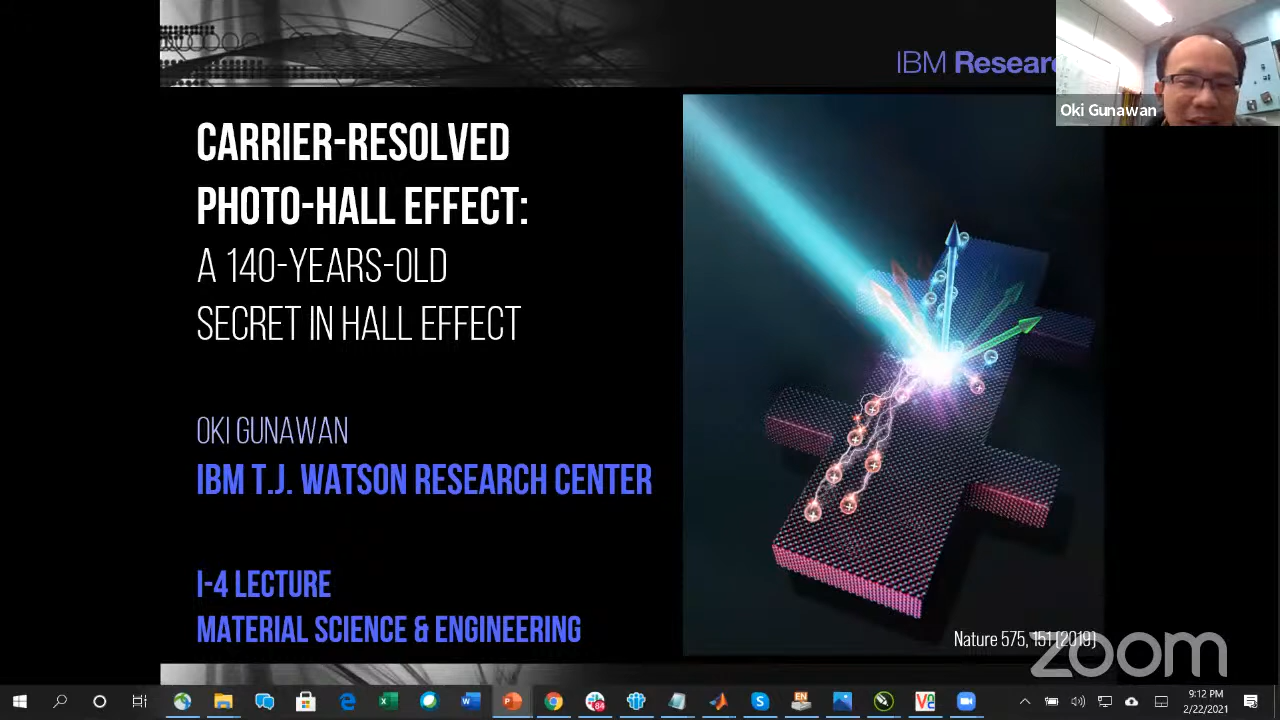 IBM Resear
Oki Gunawan
CARRIER-RESOLVED
PHOTO-HALL EFFECT:
A 140-YEARS-OLD
SECRET IN HALL EFFECT
OKI GUNAWAN
IBM T.J. WATSON RESEARCH CENTER
I-4 LECTURE
MATERIAL SCIENCE & ENGINEERING
Nature 575, 151 (2019)
zoom
84
EN
9:12 PM
2/22/2021